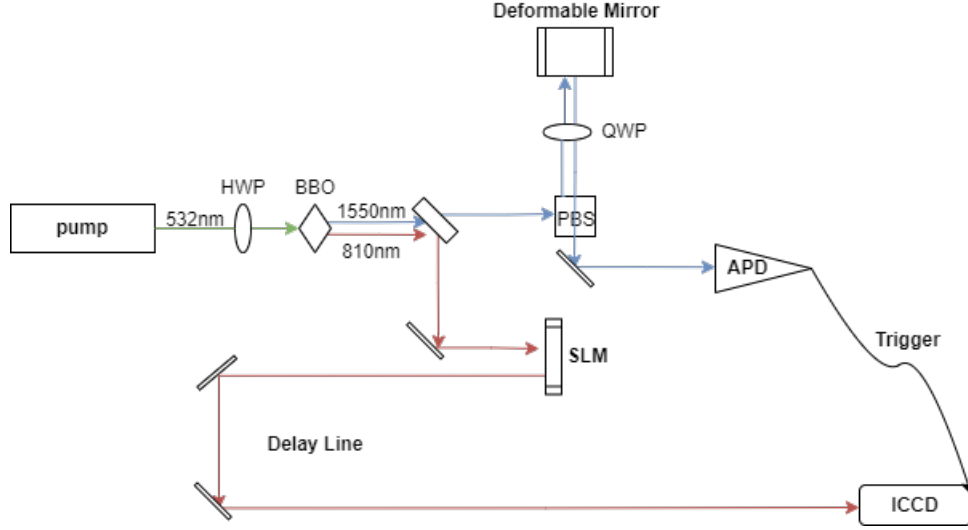 Deformable Mirror
QWP
HWP
BBO
1550nm
532nm
pump
PBS
810nm
APD
Trigger
SLM
Delay Line
ICCD